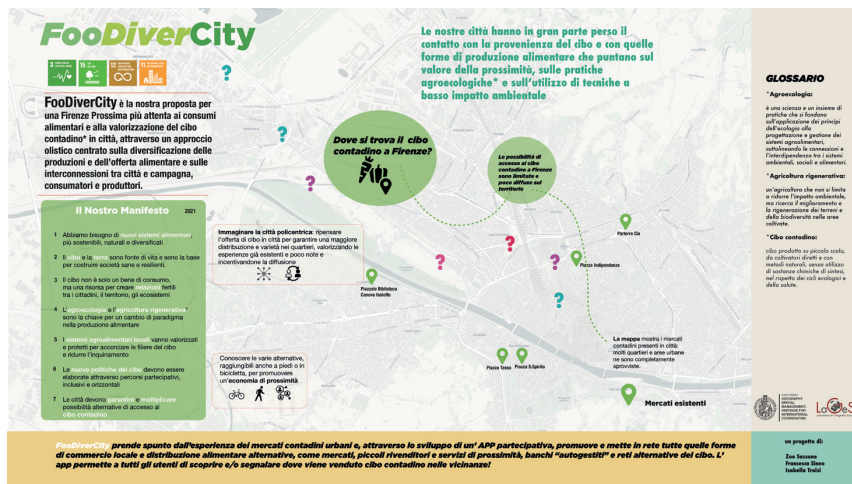 FooDiverCity
3
15
12
11
FooDiverCity è la nostra proposta per
una Firenze Prossima più attenta ai consumi
alimentari e alla valorizzazione del cibo
contadino* in città, attraverso un approccio
olistico centrato sulla diversificazione delle
produzioni e dell'offerta alimentare e sulle
interconnessioni tra città e campagna,
consumatori e produttori.
Il Nostro Manifesto 2021
1 Abbiamo bisogno di nuovi sistemi alimentari,
più sostenibili, naturali e diversificati
2 Il cibo e la terra sono fonte di vita e sono la base
per costruire società sane e resilienti.
3 Il cibo non è solo un bene di consumo,
ma una risorsa per creare relazioni fertili
tra i cittadini, il territorio, gli ecosistemi
4 L'agroecologia e l'agricoltura rigenerativa*
sono la chiave per un cambio di paradigma
nella produzione alimentare
5 I sistemi agroalimentari locali vanno valorizzati
e protetti per accorciare le filiere del cibo
e ridurre l'inquinamento
6 Le nuove politiche del cibo devono essere
elaborate attraverso percorsi partecipativi,
inclusivi e orizzontali
7 Le città devono garantire e moltiplicare
possibilità alternative di accesso al
cibo contadino
Le nostre città hanno in gran parte perso il
contatto con la provenienza del cibo e con quelle
forme di produzione alimentare che puntano sul
valore della prossimità, sulle pratiche
agroecologiche* e sull'utilizzo di tecniche a
basso impatto ambientale
?
?
?
?
?
?
?
Dove si trova il cibo
contadino a Firenze?
Le possibilità di
accesso al cibo
contadino a Firenze
sono limitate e
poco diffuse sul
territorio
Immaginare la città policentrica: ripensare
l'offerta di cibo in città per garantire una maggiore
distribuzione e varietà nei quartieri, valorizzando le
esperienze già esistenti e poco note e
incentivandone la diffusione
Piazzale Biblioteca
Canova Isolotto
Parterre Cia
Piazza Indipendenza
Piazza Tasso
Piazza S.Spirito
Conoscere le varie alternative,
raggiungibili anche a piedi o in
bicicletta, per promuovere
un'economia di prossimità
La mappa mostra i mercati
contadini presenti in città:
molti quartieri e aree urbane
ne sono completamente
sprovviste.
Mercati esistenti
GLOSSARIO
*Agroecologia:
é una scienza e un insieme di
pratiche che si fondano
sull'applicazione dei principi
dell'ecologia alla
progettazione e gestione dei
sistemi agroalimentari,
sottolineando le connessioni e
l'interdipendenza tra i sistemi
ambientali, sociali e alimentari.
*Agricoltura rigenerativa:
un'agricoltura che non si limita
a ridurre l'impatto ambientale,
ma ricerca il miglioramento e
la rigenerazione dei terreni e
della biodiversità nelle aree
coltivate.
*Cibo contadino:
cibo prodotto su piccola scala,
da coltivatori diretti e con
metodi naturali, senza utilizzo
di sostanze chimiche di sintesi,
nel rispetto dei cicli ecologici e
della salute.
GEOGRAPHY
SPATIAL
MANAGEMENT,
HERITAGE FOR
INTERNATIONAL
COOPERATION
FooDiverCity prende spunto dall'esperienza dei mercati contadini urbani e, attraverso lo sviluppo di un' APP partecipativa, promuove e mette in rete tutte quelle forme
di commercio locale e distribuzione alimentare alternative, come mercati, piccoli rivenditori e servizi di prossimità, banchi "autogestiti" e reti alternative del cibo. L'
app permette a tutti gli utenti di scoprire e/o segnalare dove viene venduto cibo contadino nelle vicinanze!
un progetto di:
Zoe Sassune
Francesca Sinea
Isabella Troisi